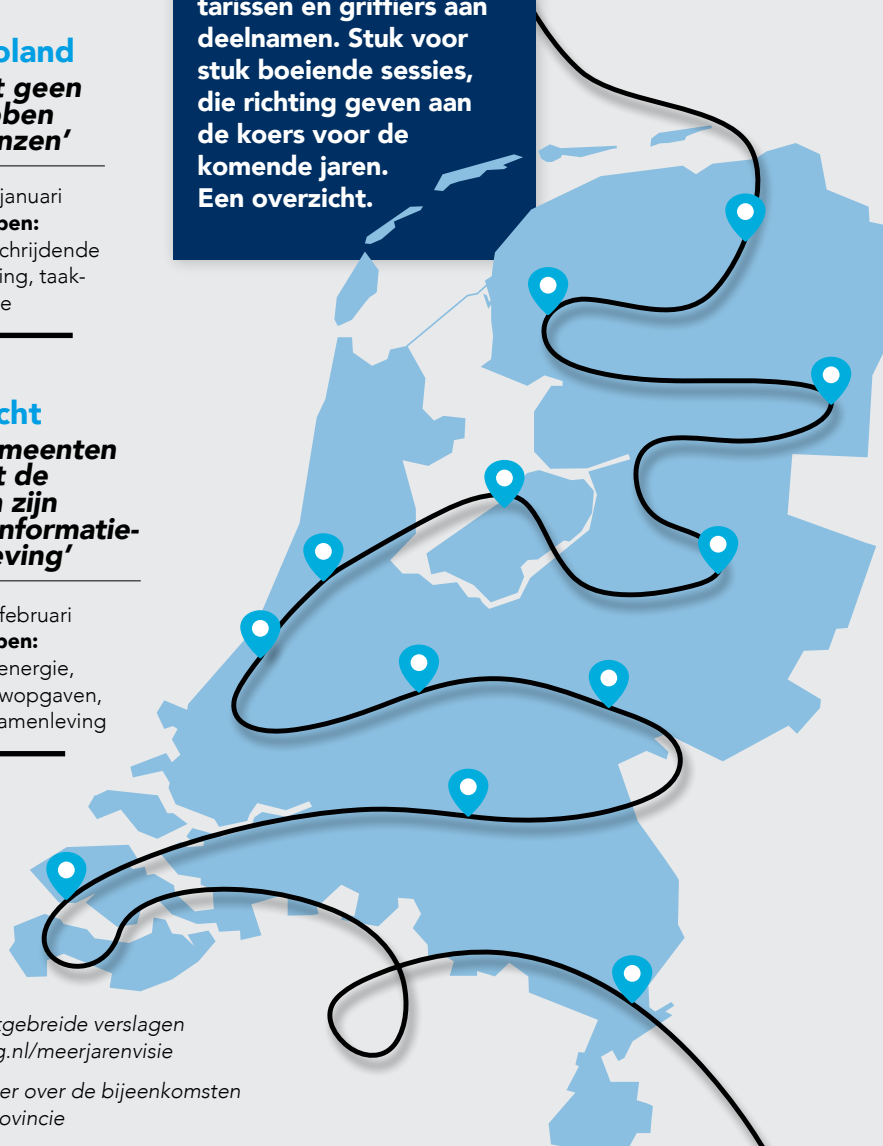 tarissen en griffiers aan
deelnamen. Stuk voor
stuk boeiende sessies,
die richting geven aan
de koers voor de
komende jaren.
Een overzicht.
oland
t geen
bben
nzen’
januari
pen:
chrijdende
ing, taak-
e
cht
meenten
t de
n zijn
nformatie-
eving’
februari
pen:
energie,
wopgaven,
amenleving
tgebreide verslagen
g.nl/meerjarenvisie
er over de bijeenkomsten
ovincie